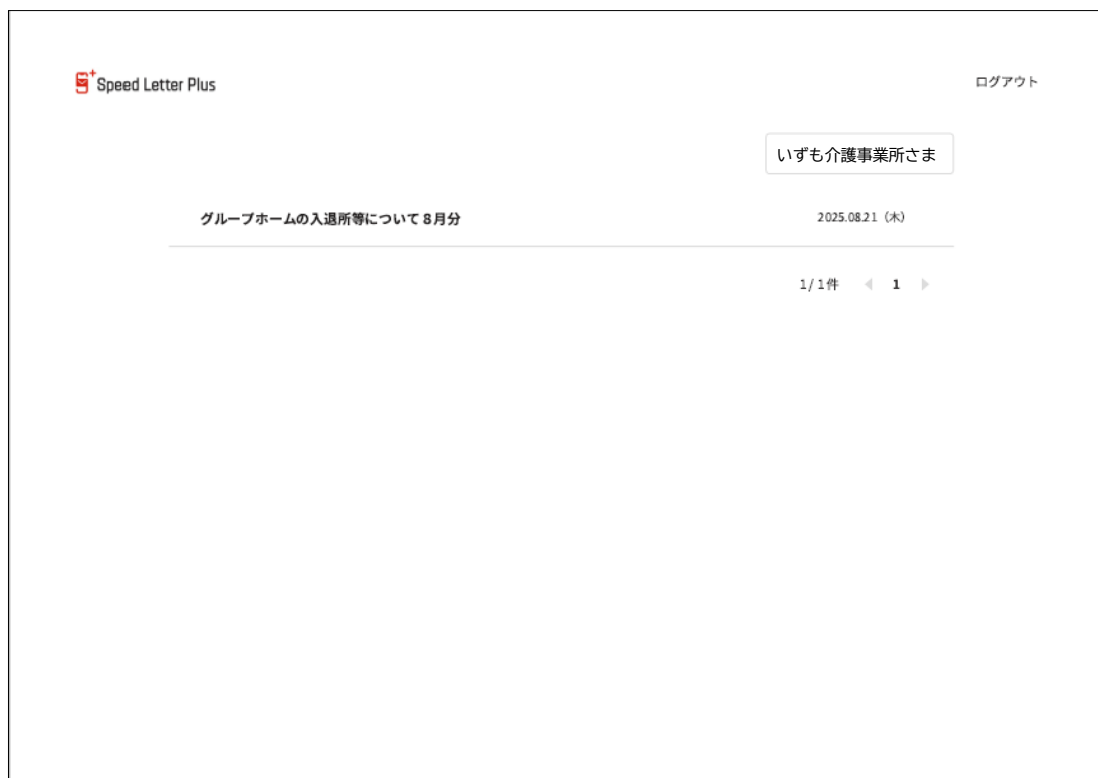 Speed Letter Plus
ログアウト
いずも介護事業所さま
グループホームの入退所等について8月分
2025.08.21（木）
1/1件 1